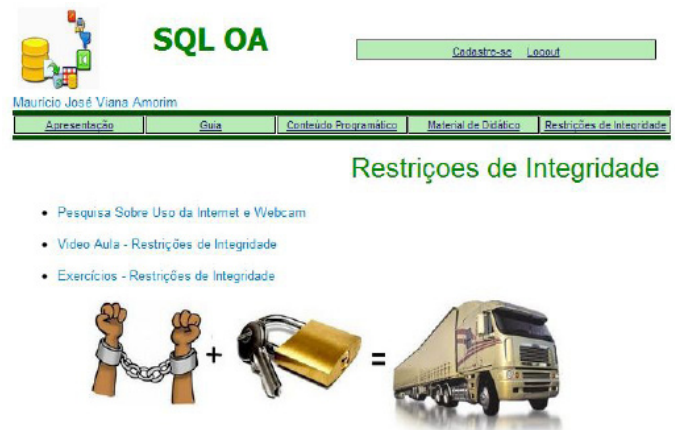 SQL OA
Cadastre-se Logout
Maurício José Viana Amorim
Apresentação Guia Conteúdo Programático Material de Didático Restrições de Integridade
Restriçoes de Integridade
Pesquisa Sobre Uso da Internet e Webcam
Video Aula - Restrições de Integridade
Exercícios - Restrições de Integridade
+ =